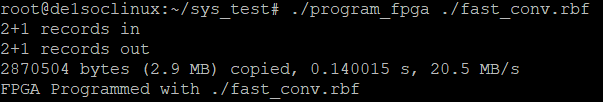 root@de1soclinux:~/sys_test# ./program_fpga ./fast_conv.rbf
2+1 records in
2+1 records out
2870504 bytes (2.9 MB) copied, 0.140015 s, 20.5 MB/s
FPGA Programmed with ./fast_conv.rbf